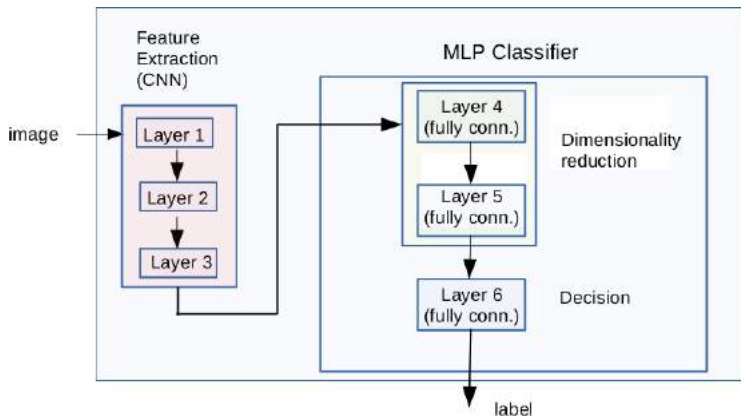 Feature
Extraction
(CNN)
MLP Classifier
image
Layer 1
Layer 2
Layer 3
Layer 4
(fully conn.)
Layer 5
(fully conn.)
Dimensionality
reduction
Layer 6
(fully conn.)
Decision
label